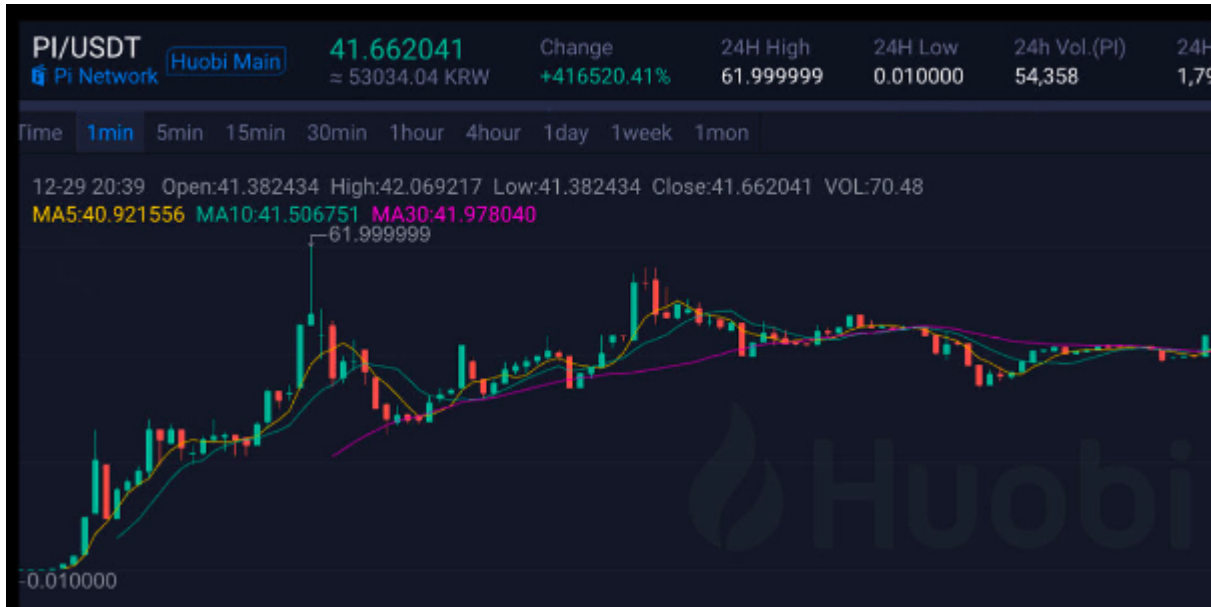 PI/USDT Huobi Main 41.662041 Change 24H High 24H Low 24h Vol.(PI) 24H
Pi Network ≈ 53034.04 KRW +416520.41% 61.999999 0.010000 54,358 1,79
Time 1min 5min 15min 30min 1hour 4hour 1day 1week 1mon
12-29 20:39 Open:41.382434 High:42.069217 Low:41.382434 Close:41.662041 VOL:70.48
MA5:40.921556 MA10:41.506751 MA30:41.978040
61.999999
Huobi
0.010000